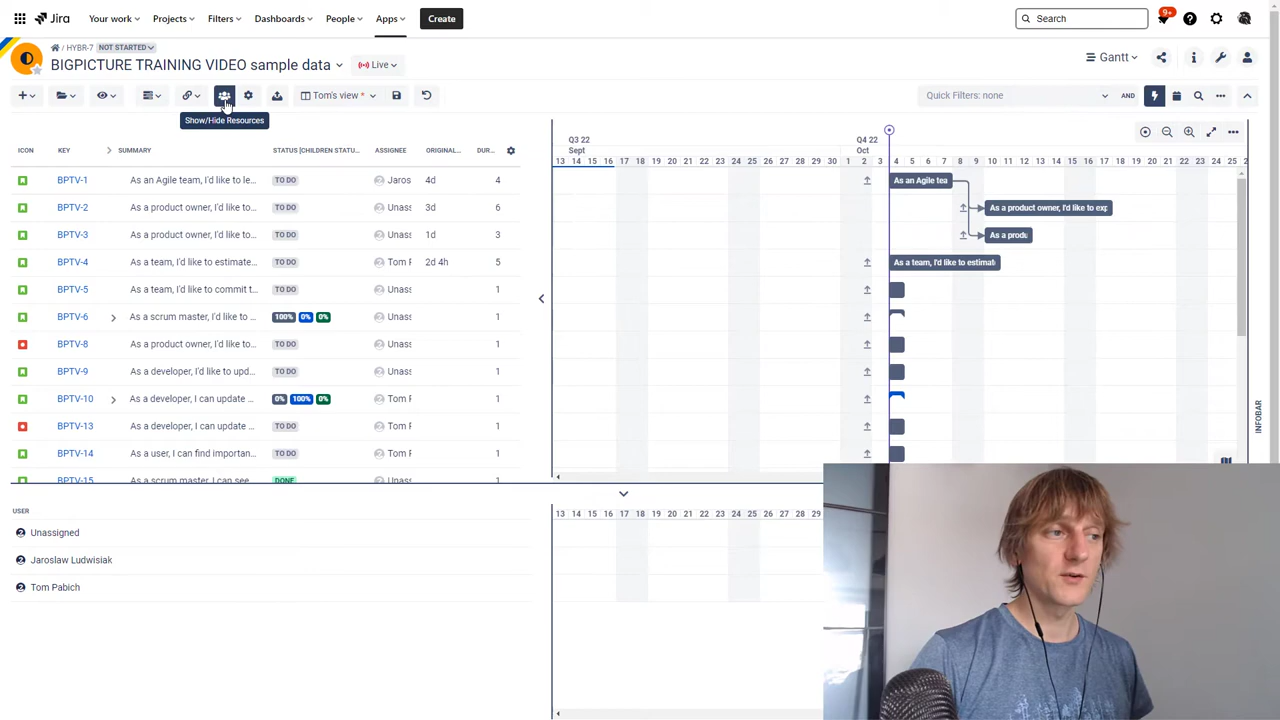 Jira Your work Projects Filters Dashboards People Apps Create Search 9+
/ HYBR-7 NOT STARTED
BIGPICTURE TRAINING VIDEO sample data Live Gantt
Tom's view * Quick Filters: none AND
Show/Hide Resources
Q3 22 Q4 22
Sept Oct
ICON KEY SUMMARY STATUS [CHILDREN STATU... ASSIGNEE ORIGINAL... DUR...
13 14 15 16 17 18 19 20 21 22 23 24 25 26 27 28 29 30 1 2 3 4 5 6 7 8 9 10 11 12 13 14 15 16 17 18 19 20 21 22 23 24 25
BPTV-1 As an Agile team, I'd like to le... TO DO Jaros 4d 4 As an Agile tea
BPTV-2 As a product owner, I'd like to... TO DO Unass 3d 6 As a product owner, I'd like to exp
BPTV-3 As a product owner, I'd like to... TO DO Unass 1d 3 As a produ
BPTV-4 As a team, I'd like to estimate... TO DO Tom F 2d 4h 5 As a team, I'd like to estimat
BPTV-5 As a team, I'd like to commit t... TO DO Unass 1
BPTV-6 As a scrum master, I'd like to ... 100% 0% 0% Unass 1
BPTV-8 As a product owner, I'd like to... TO DO Unass 1
BPTV-9 As a developer, I'd like to upd... TO DO Unass 1
BPTV-10 As a developer, I can update ... 0% 100% 0% Tom F 1
BPTV-13 As a developer, I can update ... TO DO Tom F 1
BPTV-14 As a user, I can find importan... TO DO Tom F 1
BPTV-15 As a scrum master, I can see DONE Unass 1
INFOBAR
USER
13 14 15 16 17 18 19 20 21 22 23 24 25 26 27 28 29
Unassigned
Jaroslaw Ludwisiak
Tom Pabich